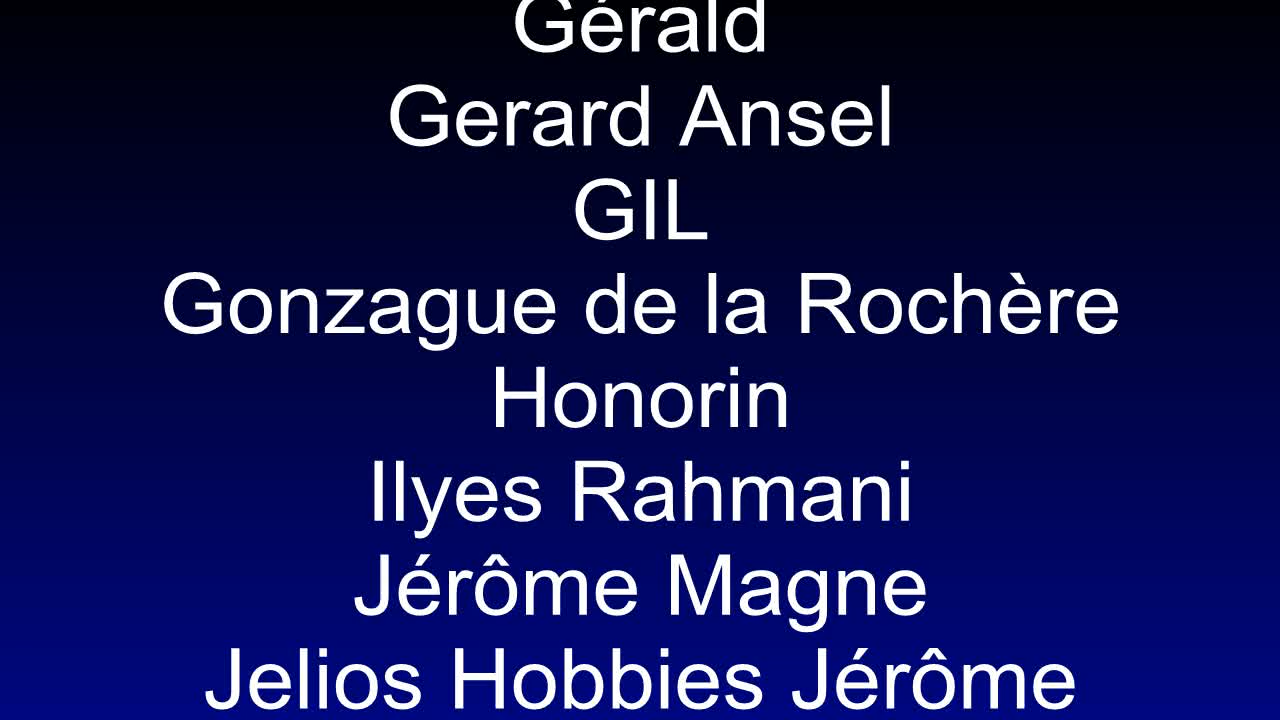 Gérald
Gerard Ansel
GIL
Gonzague de la Rochère
Honorin
Ilyes Rahmani
Jérôme Magne
Jelios Hobbies Jérôme